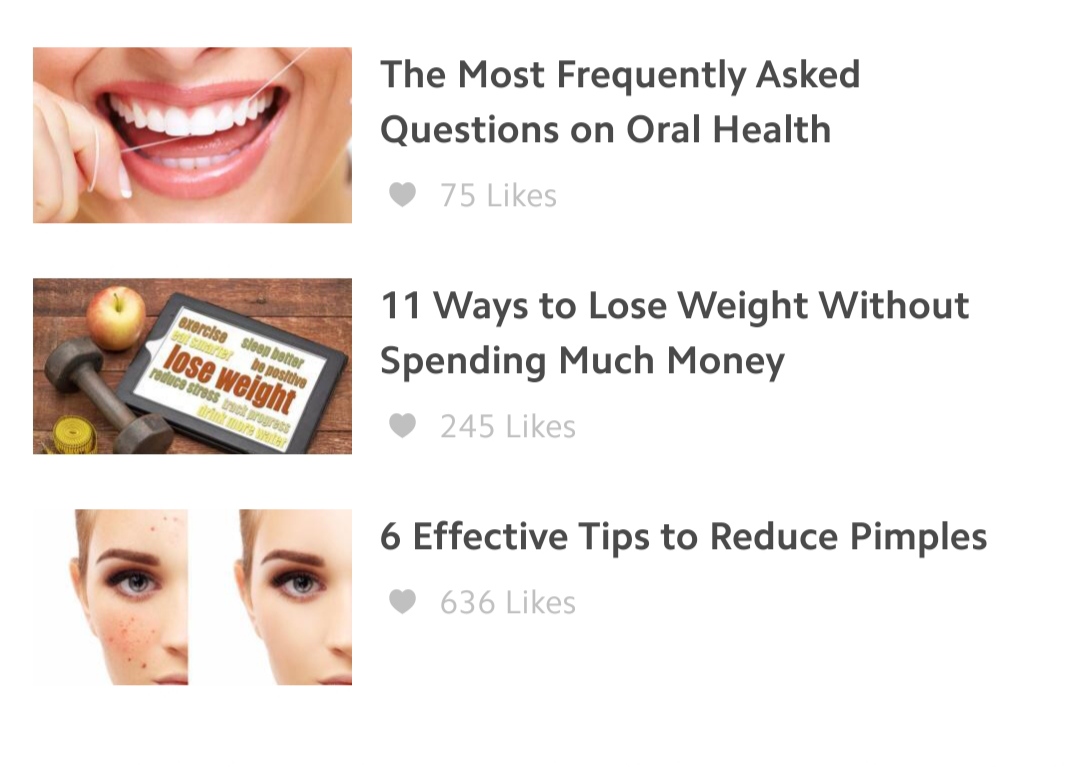 The Most Frequently Asked
Questions on Oral Health
75 Likes
exercise
sleep better
eat smarter
be positive
lose weight
reduce stress
track progress
drink more water
11 Ways to Lose Weight Without
Spending Much Money
245 Likes
6 Effective Tips to Reduce Pimples
636 Likes